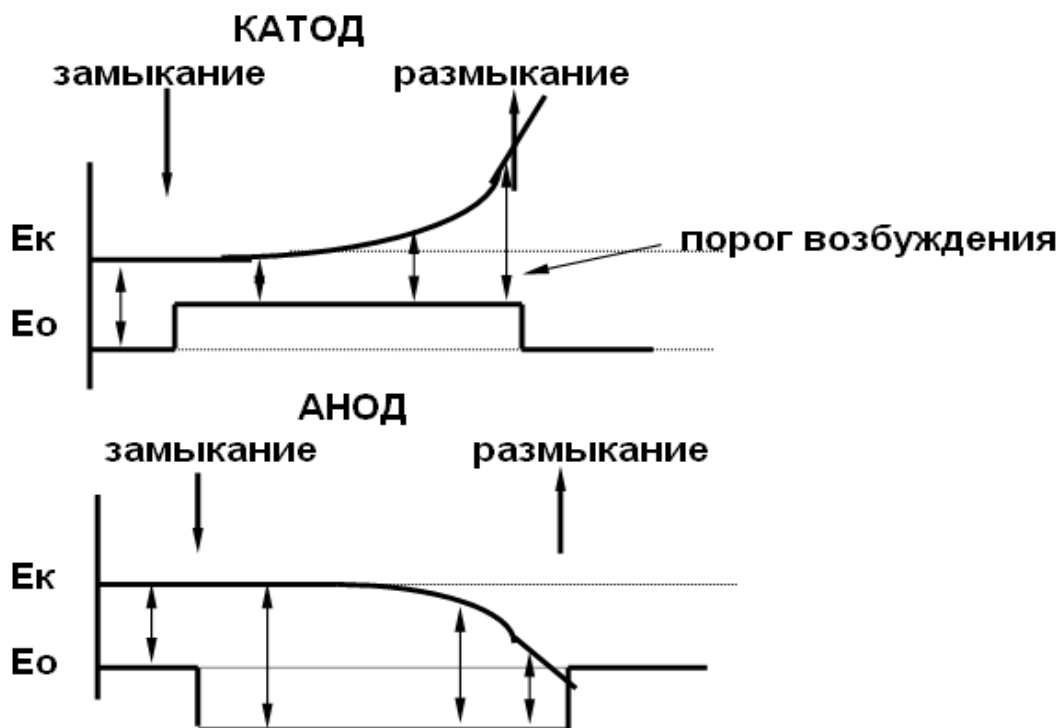 КАТОД
замыкание размыкание
Ек
порог возбуждения
Ео
АНОД
замыкание размыкание
Ек
Ео